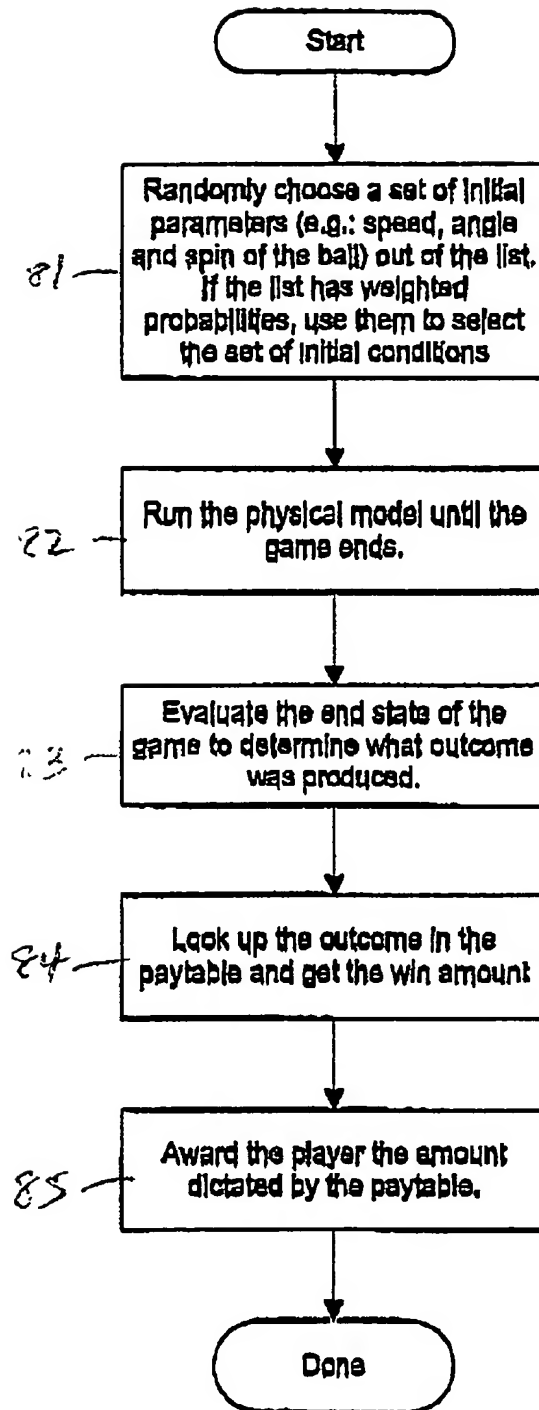 Start
81
Randomly choose a set of initial
parameters (e.g.: speed, angle
and spin of the ball) out of the list.
If the list has weighted
probabilities, use them to select
the set of initial conditions
82
Run the physical model until the
game ends.
Evaluate the end state of the
game to determine what outcome
was produced.
84
Look up the outcome in the
paytable and get the win amount
85
Award the player the amount
dictated by the paytable.
Done